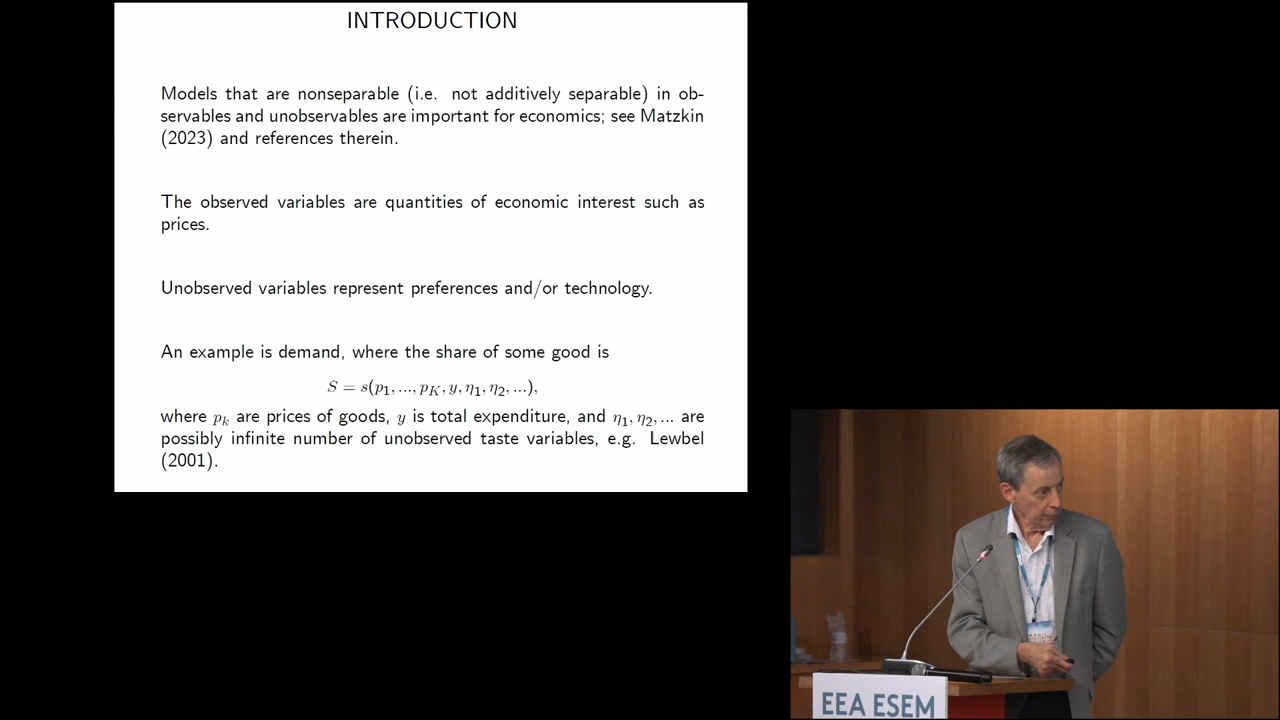 INTRODUCTION
Models that are nonseparable (i.e. not additively separable) in ob-
servables and unobservables are important for economics; see Matzkin
(2023) and references therein.
The observed variables are quantities of economic interest such as
prices.
Unobserved variables represent preferences and/or technology.
An example is demand, where the share of some good is
S = s(p₁, ..., p_K, y, η₁, η₂, ...),
where p_k are prices of goods, y is total expenditure, and η₁, η₂, ... are
possibly infinite number of unobserved taste variables, e.g. Lewbel
(2001).
EEA ESEM